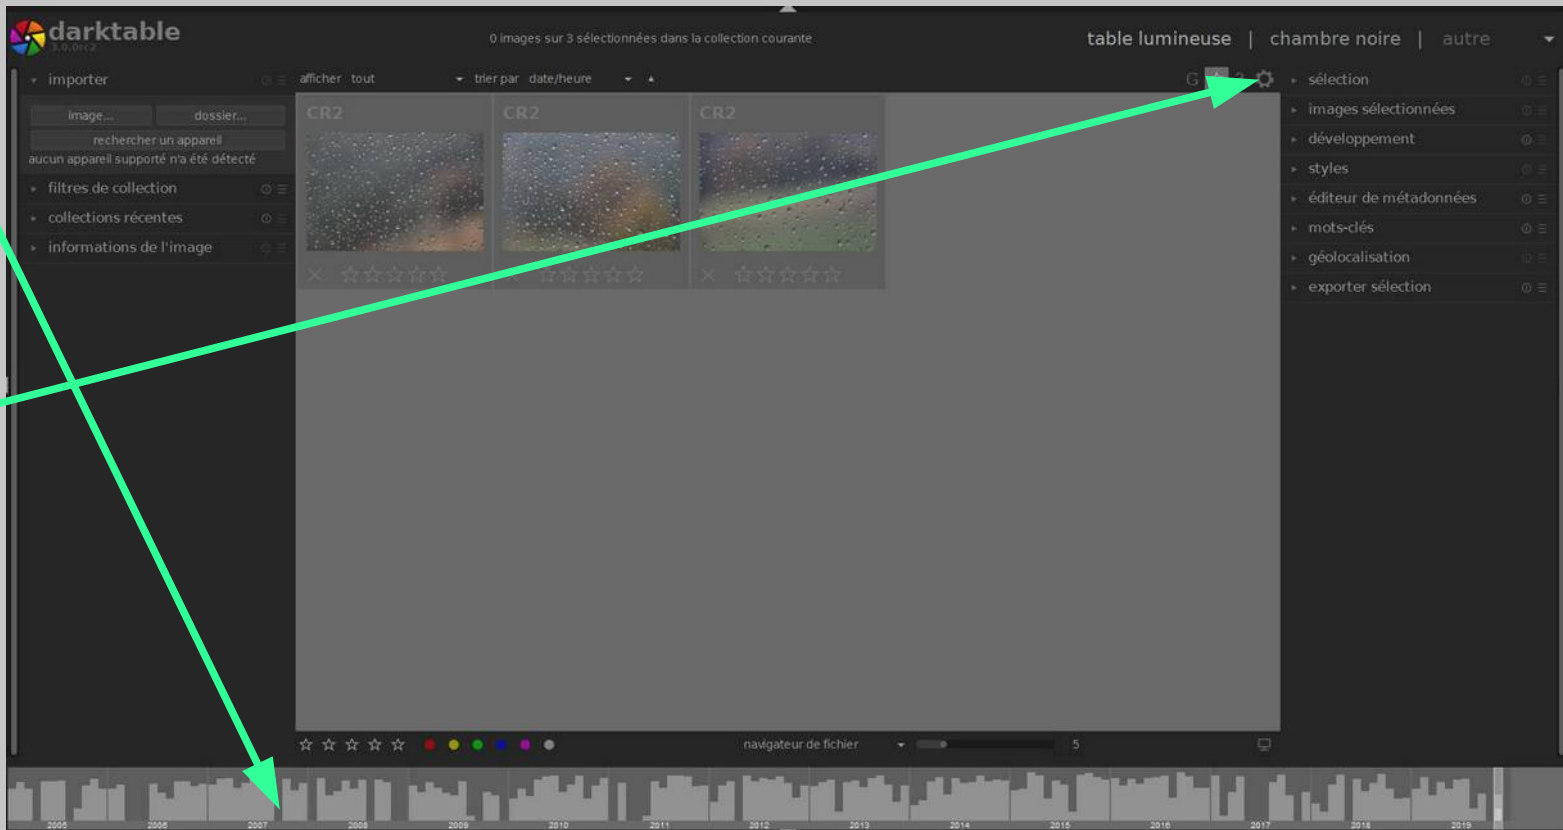 darktable
3.0.0rc2
0 images sur 3 sélectionnées dans la collection courante
table lumineuse | chambre noire | autre
importer
afficher tout trier par date/heure
G
image... dossier...
rechercher un appareil
aucun appareil supporté n'a été détecté
filtres de collection
collections récentes
informations de l'image
CR2 CR2 CR2
sélection
images sélectionnées
développement
styles
éditeur de métadonnées
mots-clés
géolocalisation
exporter sélection
navigateur de fichier 5
2005 2006 2007 2008 2009 2010 2011 2012 2013 2014 2015 2016 2017 2018 2019